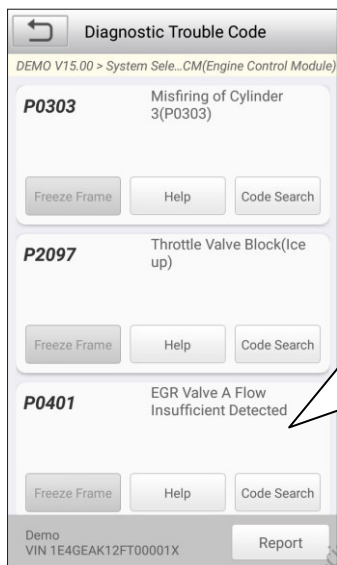 Diagnostic Trouble Code
DEMO V15.00 > System Sele...CM(Engine Control Module)
P0303
Misfiring of Cylinder
3(P0303)
Freeze Frame
Help
Code Search
P2097
Throttle Valve Block(Ice
up)
Freeze Frame
Help
Code Search
P0401
EGR Valve A Flow
Insufficient Detected
Freeze Frame
Help
Code Search
Demo
VIN 1E4GEAK12FT00001X
Report